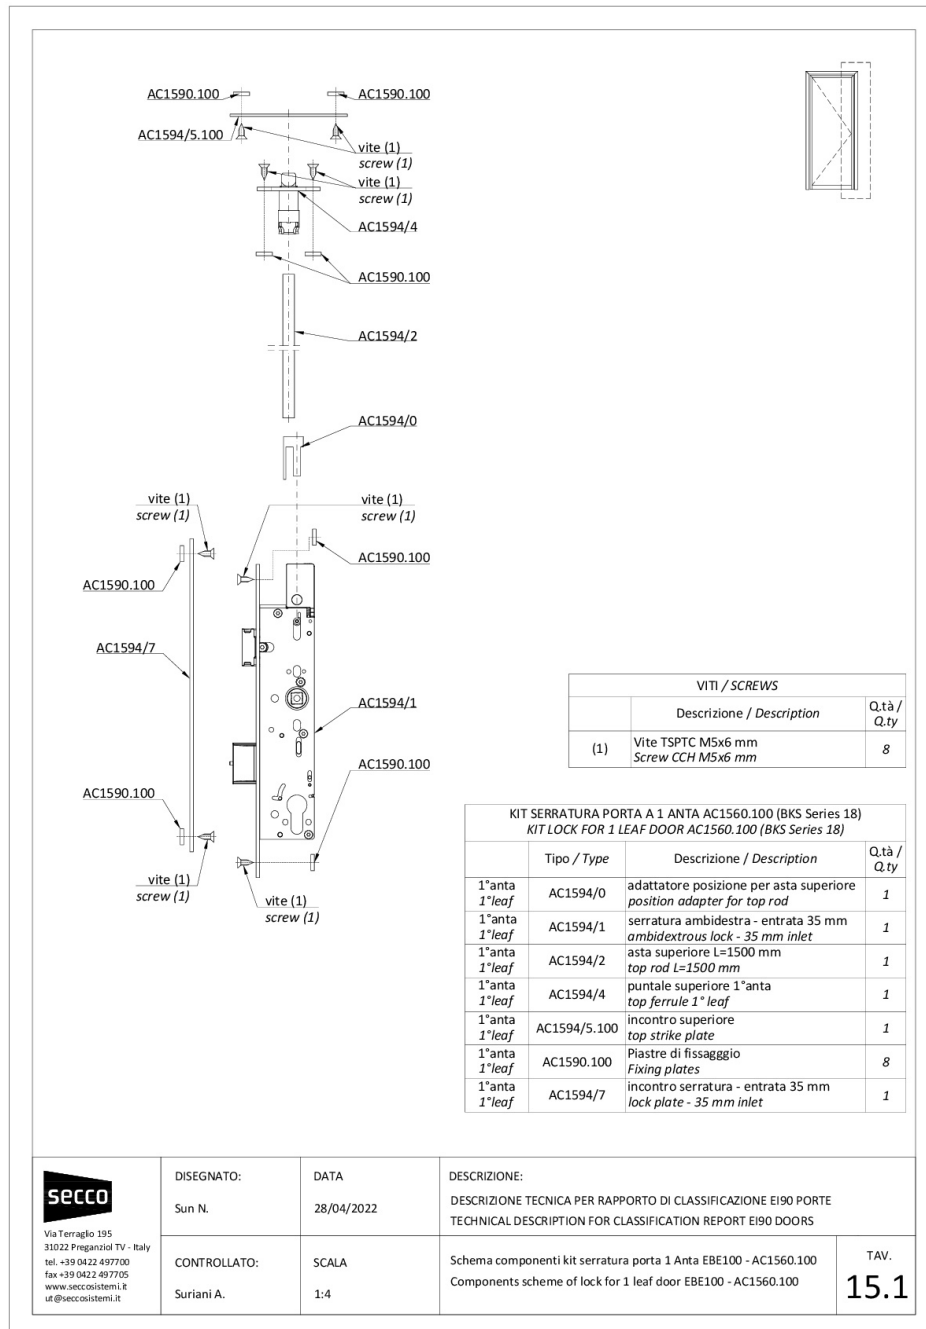 AC1590.100
AC1590.100
AC1594/5.100
vite (1)
screw (1)
vite (1)
screw (1)
AC1594/4
AC1590.100
AC1594/2
AC1594/0
vite (1)
screw (1)
vite (1)
screw (1)
AC1590.100
AC1590.100
AC1594/7
AC1594/1
AC1590.100
AC1590.100
vite (1)
screw (1)
vite (1)
screw (1)
VITI / SCREWS
Descrizione / Description
Q.tà /
Q.ty
(1)
Vite TSPTC M5x6 mm
Screw CCH M5x6 mm
8
KIT SERRATURA PORTA A 1 ANTA AC1560.100 (BKS Series 18)
KIT LOCK FOR 1 LEAF DOOR AC1560.100 (BKS Series 18)
Tipo / Type
Descrizione / Description
Q.tà /
Q.ty
1°anta
1°leaf
AC1594/0
adattatore posizione per asta superiore
position adapter for top rod
1
1°anta
1°leaf
AC1594/1
serratura ambidestra - entrata 35 mm
ambidextrous lock - 35 mm inlet
1
1°anta
1°leaf
AC1594/2
asta superiore L=1500 mm
top rod L=1500 mm
1
1°anta
1°leaf
AC1594/4
puntale superiore 1°anta
top ferrule 1° leaf
1
1°anta
1°leaf
AC1594/5.100
incontro superiore
top strike plate
1
1°anta
1°leaf
AC1590.100
Piastre di fissagggio
Fixing plates
8
1°anta
1°leaf
AC1594/7
incontro serratura - entrata 35 mm
lock plate - 35 mm inlet
1
secco
Via Terraglio 195
31022 Preganziol TV - Italy
tel. +39 0422 497700
fax +39 0422 497705
www.seccosistemi.it
ut@seccosistemi.it
DISEGNATO:
Sun N.
DATA
28/04/2022
DESCRIZIONE:
DESCRIZIONE TECNICA PER RAPPORTO DI CLASSIFICAZIONE EI90 PORTE
TECHNICAL DESCRIPTION FOR CLASSIFICATION REPORT EI90 DOORS
CONTROLLATO:
Suriani A.
SCALA
1:4
Schema componenti kit serratura porta 1 Anta EBE100 - AC1560.100
Components scheme of lock for 1 leaf door EBE100 - AC1560.100
TAV.
15.1